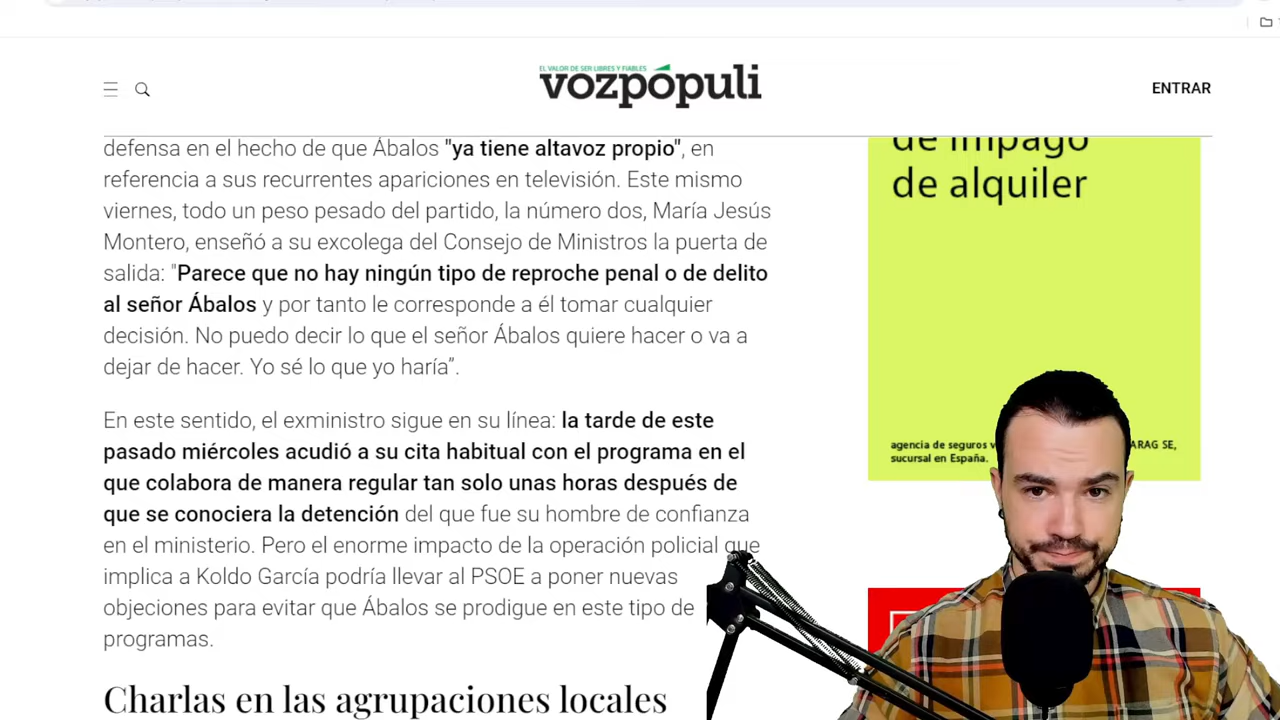 EL VALOR DE SER LIBRES Y FIABLES
vozpópuli
ENTRAR
defensa en el hecho de que Ábalos "ya tiene altavoz propio", en
referencia a sus recurrentes apariciones en televisión. Este mismo
viernes, todo un peso pesado del partido, la número dos, María Jesús
Montero, enseñó a su excolega del Consejo de Ministros la puerta de
salida: "Parece que no hay ningún tipo de reproche penal o de delito
al señor Ábalos y por tanto le corresponde a él tomar cualquier
decisión. No puedo decir lo que el señor Ábalos quiere hacer o va a
dejar de hacer. Yo sé lo que yo haría”.
En este sentido, el exministro sigue en su línea: la tarde de este
pasado miércoles acudió a su cita habitual con el programa en el
que colabora de manera regular tan solo unas horas después de
que se conociera la detención del que fue su hombre de confianza
en el ministerio. Pero el enorme impacto de la operación policial que
implica a Koldo García podría llevar al PSOE a poner nuevas
objeciones para evitar que Ábalos se prodigue en este tipo de
programas.
Charlas en las agrupaciones locales
de impago
de alquiler
agencia de seguros ARAG SE,
sucursal en España.